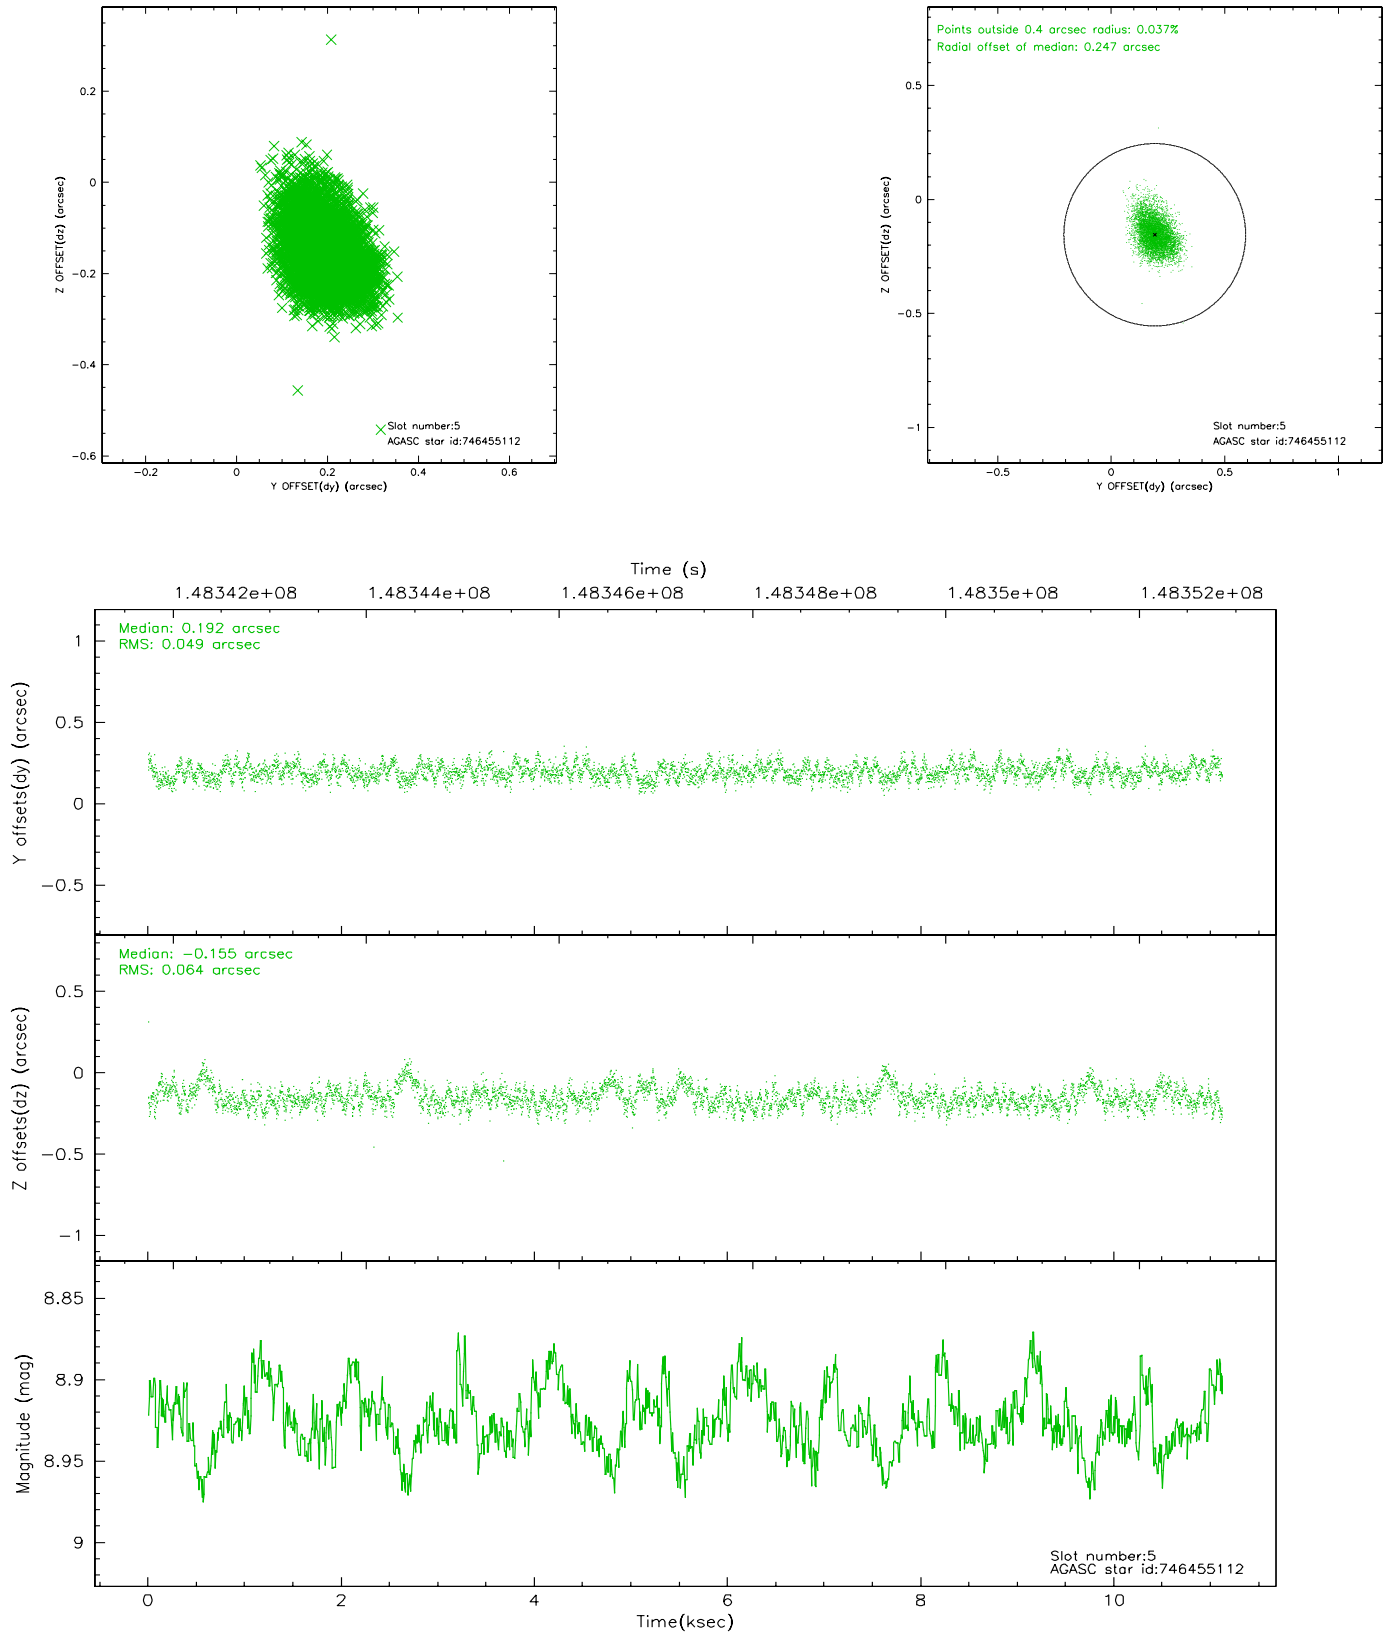 0.2
0
−0.2
−0.4
−0.6
Z OFFSET(dz) (arcsec)
−0.2
0
0.2
0.4
0.6
Y OFFSET(dy) (arcsec)
Slot number:5
AGASC star id:746455112
Points outside 0.4 arcsec radius: 0.037%
Radial offset of median: 0.247 arcsec
0.5
0
−0.5
−1
Z OFFSET(dz) (arcsec)
−0.5
0
0.5
1
Y OFFSET(dy) (arcsec)
Slot number:5
AGASC star id:746455112
Time (s)
1.48342e+08
1.48344e+08
1.48346e+08
1.48348e+08
1.4835e+08
1.48352e+08
Median: 0.192 arcsec
RMS: 0.049 arcsec
1
0.5
0
−0.5
Y offsets(dy) (arcsec)
Median: −0.155 arcsec
RMS: 0.064 arcsec
0.5
0
−0.5
−1
Z offsets(dz) (arcsec)
8.85
8.9
8.95
9
Magnitude (mag)
Slot number:5
AGASC star id:746455112
0
2
4
6
8
10
Time(ksec)